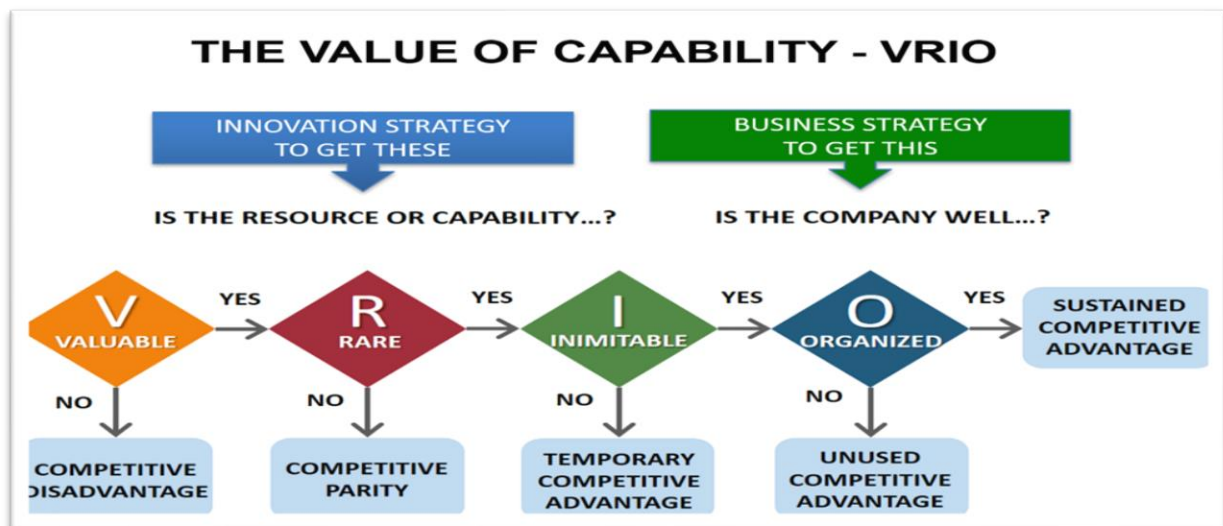 THE VALUE OF CAPABILITY - VRIO
INNOVATION STRATEGY
TO GET THESE
BUSINESS STRATEGY
TO GET THIS
IS THE RESOURCE OR CAPABILITY...?
IS THE COMPANY WELL...?
V
VALUABLE
YES
R
RARE
YES
I
INIMITABLE
YES
O
ORGANIZED
YES
SUSTAINED
COMPETITIVE
ADVANTAGE
NO
NO
NO
NO
COMPETITIVE
DISADVANTAGE
COMPETITIVE
PARITY
TEMPORARY
COMPETITIVE
ADVANTAGE
UNUSED
COMPETITIVE
ADVANTAGE